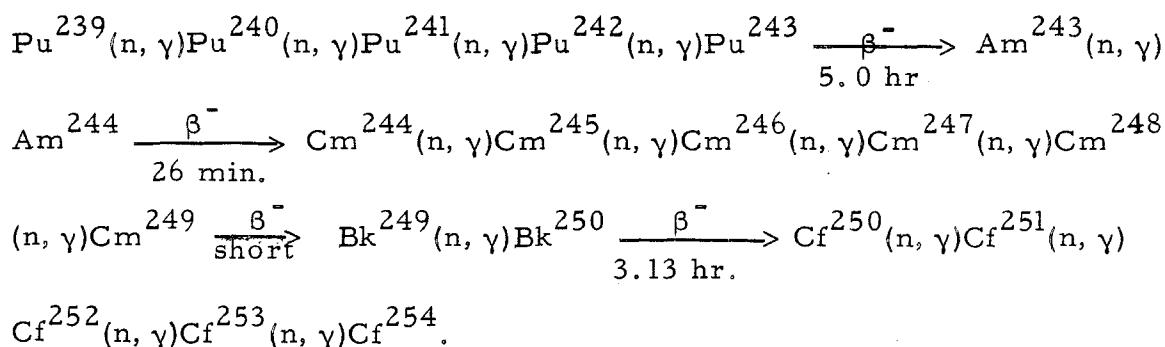 Pu²³⁹(n, γ)Pu²⁴⁰(n, γ)Pu²⁴¹(n, γ)Pu²⁴²(n, γ)Pu²⁴³ β⁻→ 5.0 hr Am²⁴³(n, γ)
Am²⁴⁴ β⁻→ 26 min. Cm²⁴⁴(n, γ)Cm²⁴⁵(n, γ)Cm²⁴⁶(n, γ)Cm²⁴⁷(n, γ)Cm²⁴⁸
(n, γ)Cm²⁴⁹ β⁻→ short Bk²⁴⁹(n, γ)Bk²⁵⁰ β⁻→ 3.13 hr. Cf²⁵⁰(n, γ)Cf²⁵¹(n, γ)
Cf²⁵²(n, γ)Cf²⁵³(n, γ)Cf²⁵⁴.